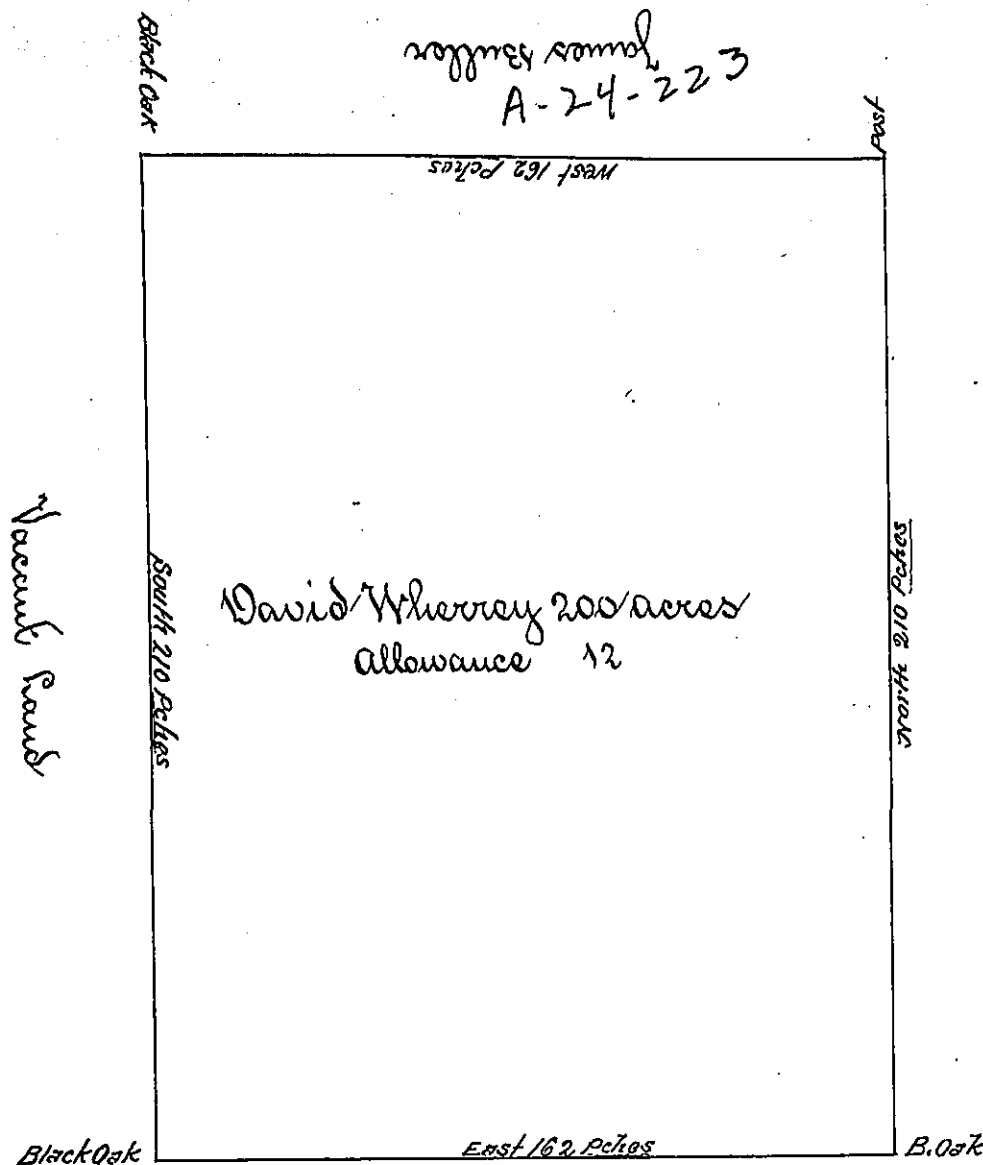 James Buller
A-24-223
Black Oak
Post
West 162 Pches
Vacant Land
South 210 Pches
David Wherrey 200 acres
Allowance 12
North 210 Pches
Black Oak
East 162 Pches
B.Oak